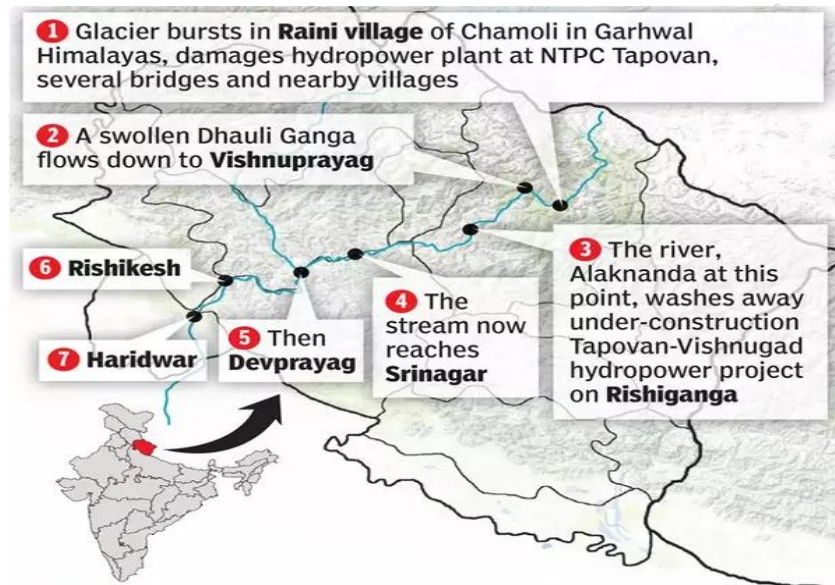 1 Glacier bursts in Raini village of Chamoli in Garhwal
Himalayas, damages hydropower plant at NTPC Tapovan,
several bridges and nearby villages
2 A swollen Dhauli Ganga
flows down to Vishnuprayag
3 The river,
Alaknanda at this
point, washes away
under-construction
Tapovan-Vishnugad
hydropower project
on Rishiganga
4 The
stream now
reaches
Srinagar
5 Then
Devprayag
6 Rishikesh
7 Haridwar